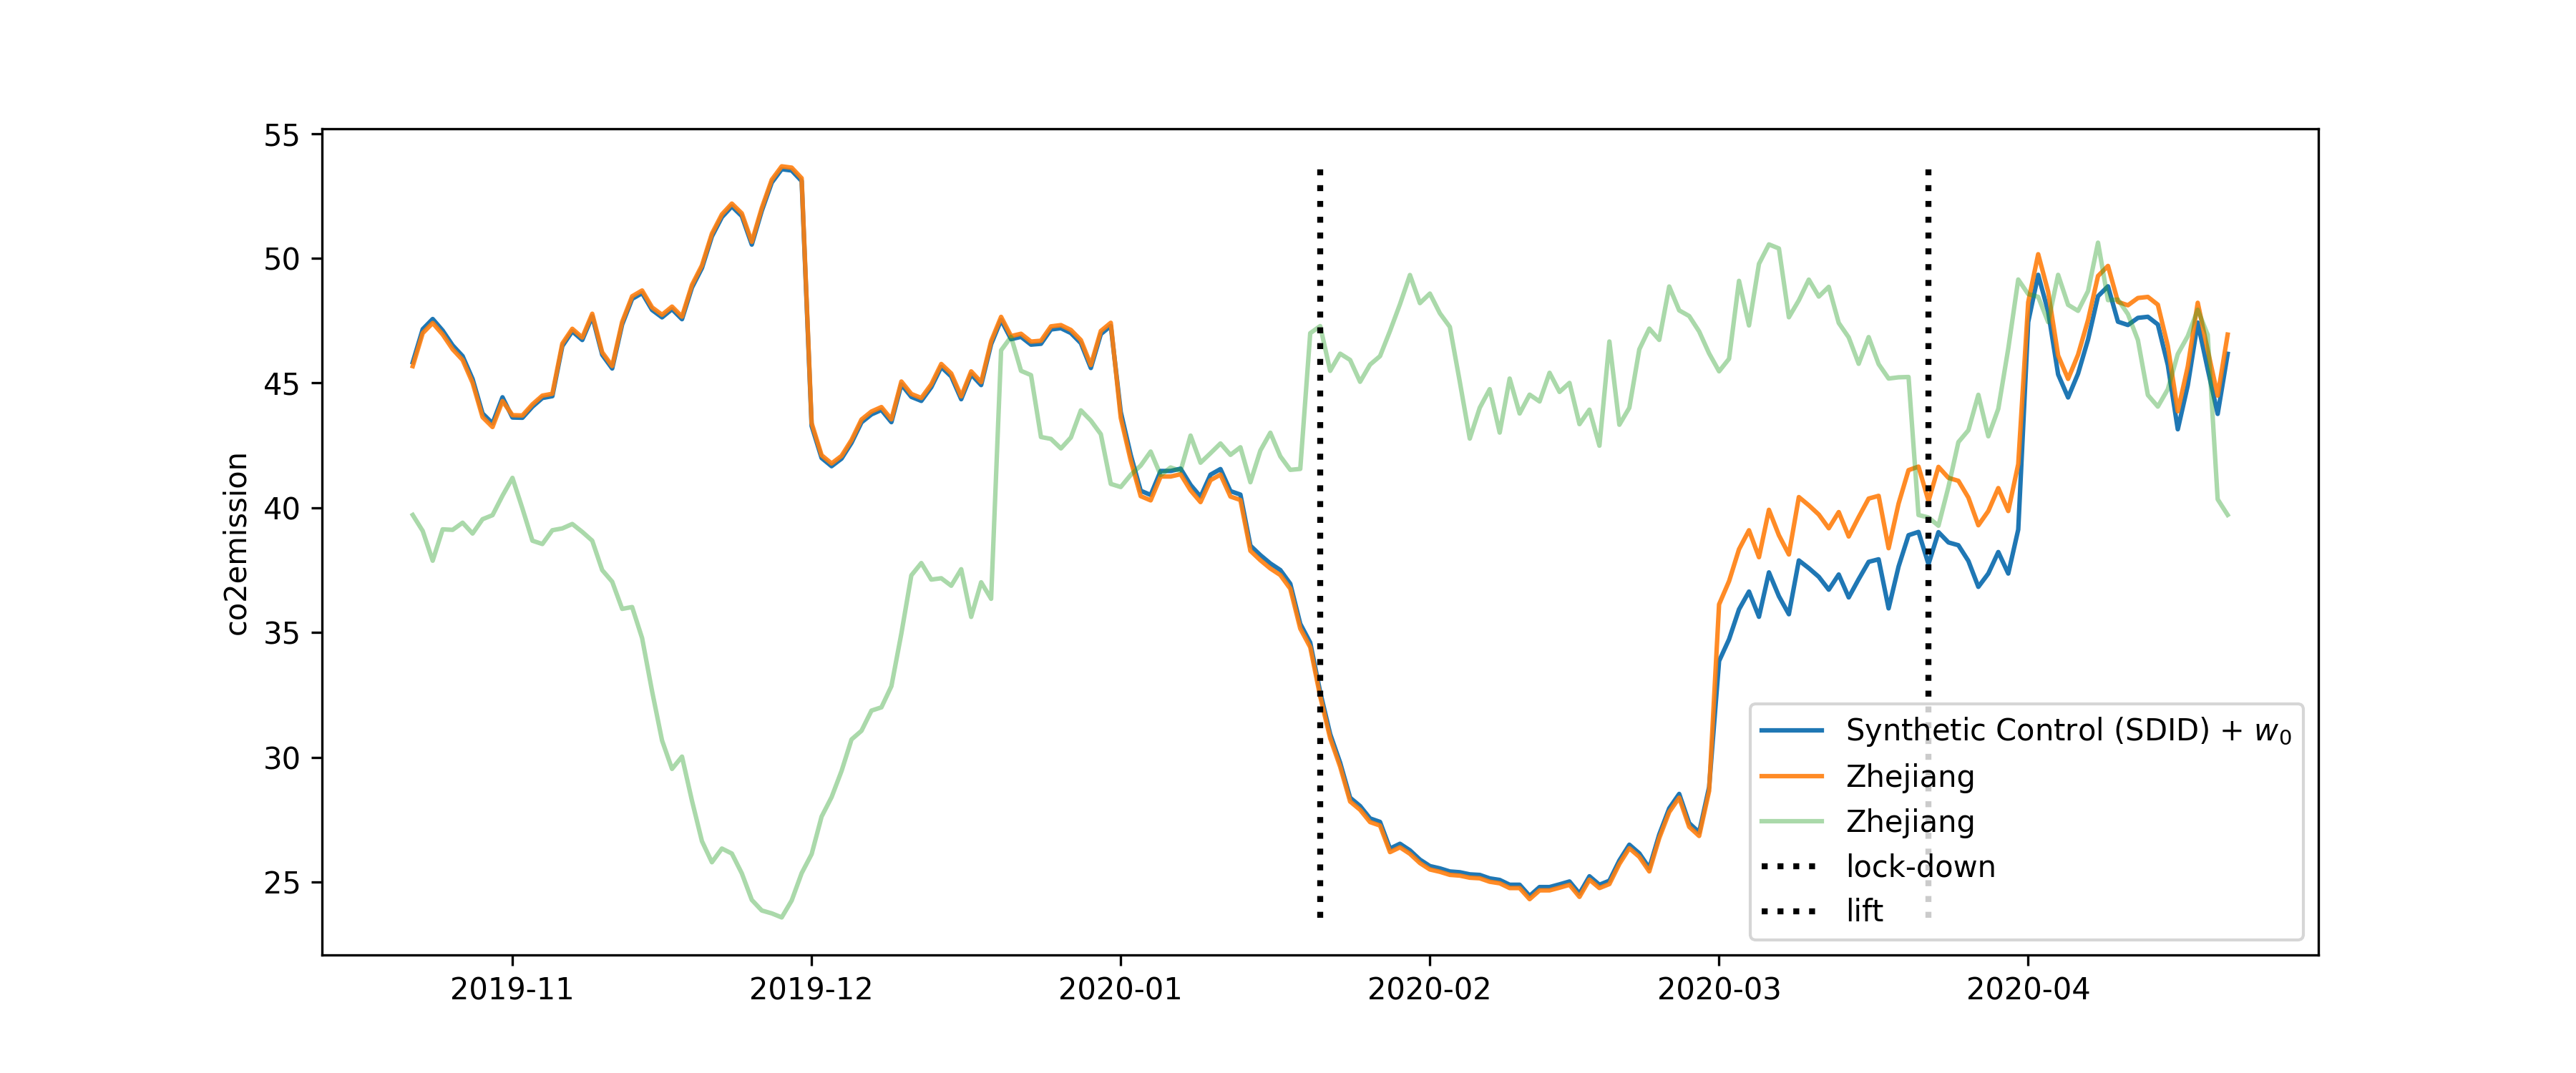 55
50
45
40
35
30
25
co2emission
2019-11
2019-12
2020-01
2020-02
2020-03
2020-04
Synthetic Control (SDID) + w₀
Zhejiang
Zhejiang
lock-down
lift